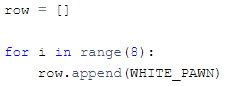 row = []
for i in range(8):
    row.append(WHITE_PAWN)